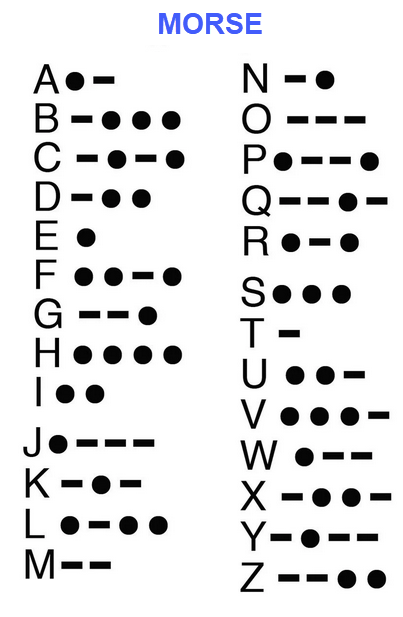 MORSE
A ● –
B – ● ● ●
C – ● – ●
D – ● ●
E ●
F ● ● – ●
G – – ●
H ● ● ● ●
I ● ●
J ● – – –
K – ● –
L ● – ● ●
M – –
N – ●
O – – –
P ● – – ●
Q – – ● –
R ● – ●
S ● ● ●
T –
U ● ● –
V ● ● ● –
W ● – –
X – ● ● –
Y – ● – –
Z – – ● ●